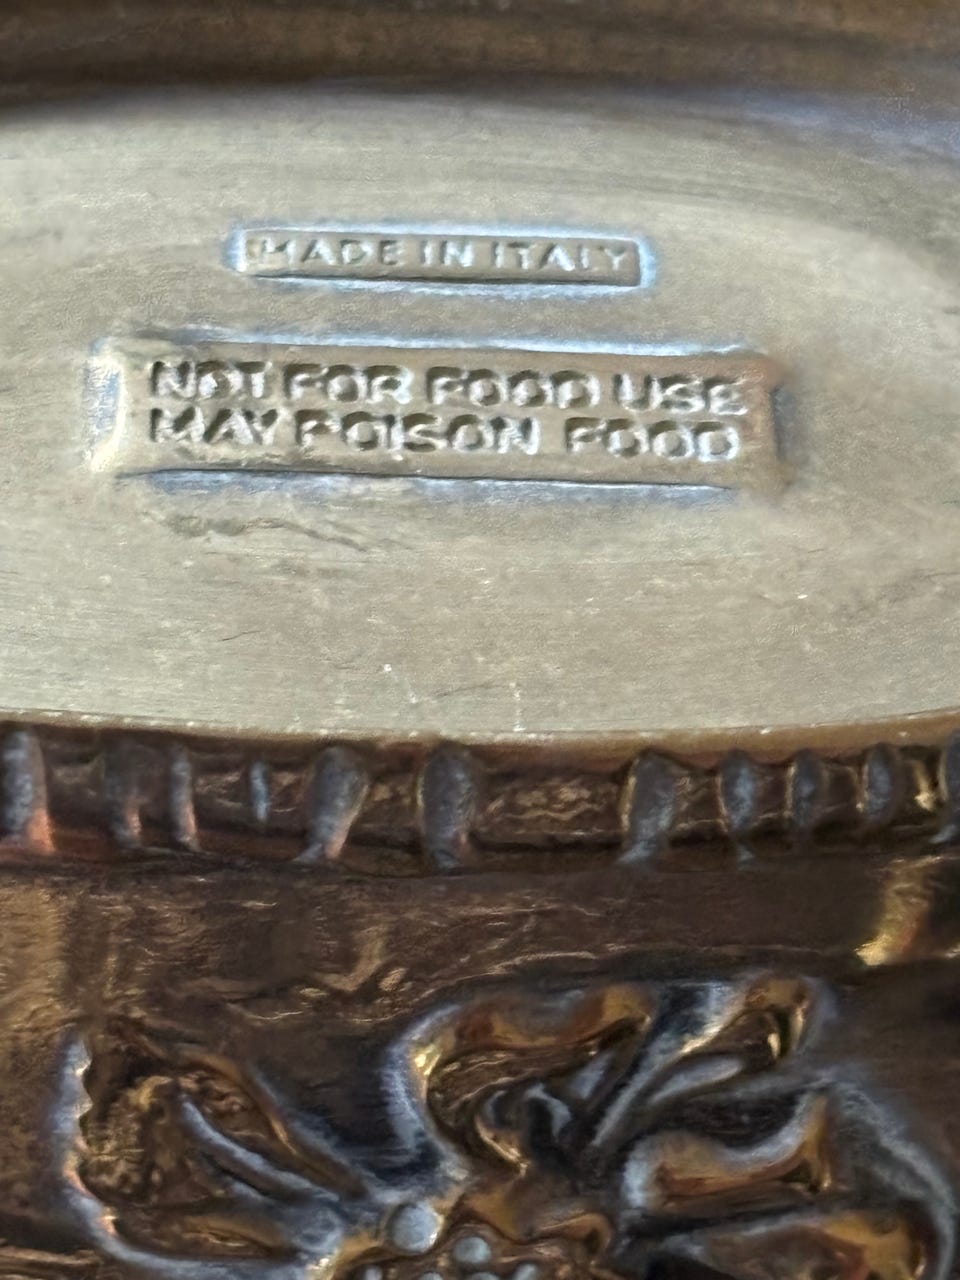 MADE IN ITALY
NOT FOR FOOD USE
MAY POISON FOOD